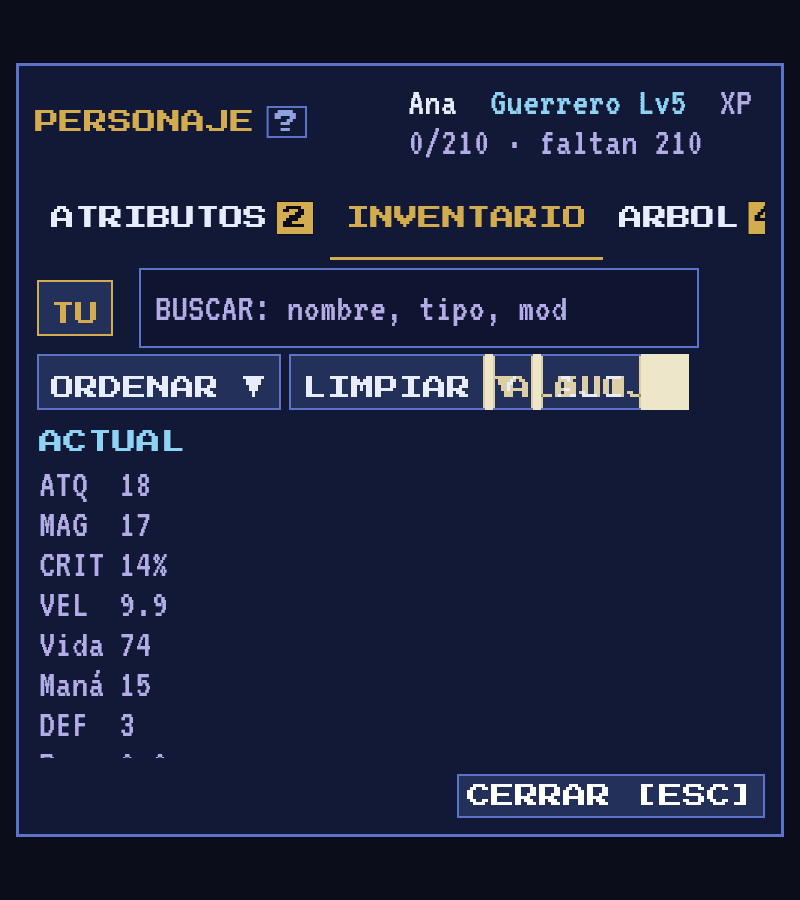 PERSONAJE ?
Ana Guerrero Lv5 XP
0/210 · faltan 210
ATRIBUTOS 2 INVENTARIO ARBOL
TU BUSCAR: nombre, tipo, mod
ORDENAR ▼ LIMPIAR
ACTUAL
ATQ 18
MAG 17
CRIT 14%
VEL 9.9
Vida 74
Maná 15
DEF 3
CERRAR [ESC]